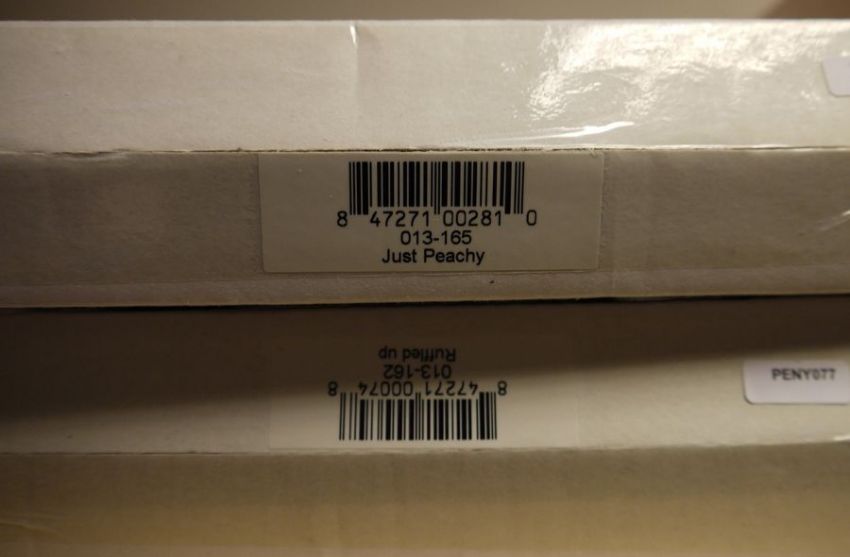 8 47271 00281 0
013-165
Just Peachy
8 47271 00074 8
013-162
Ruffled up
PENY077